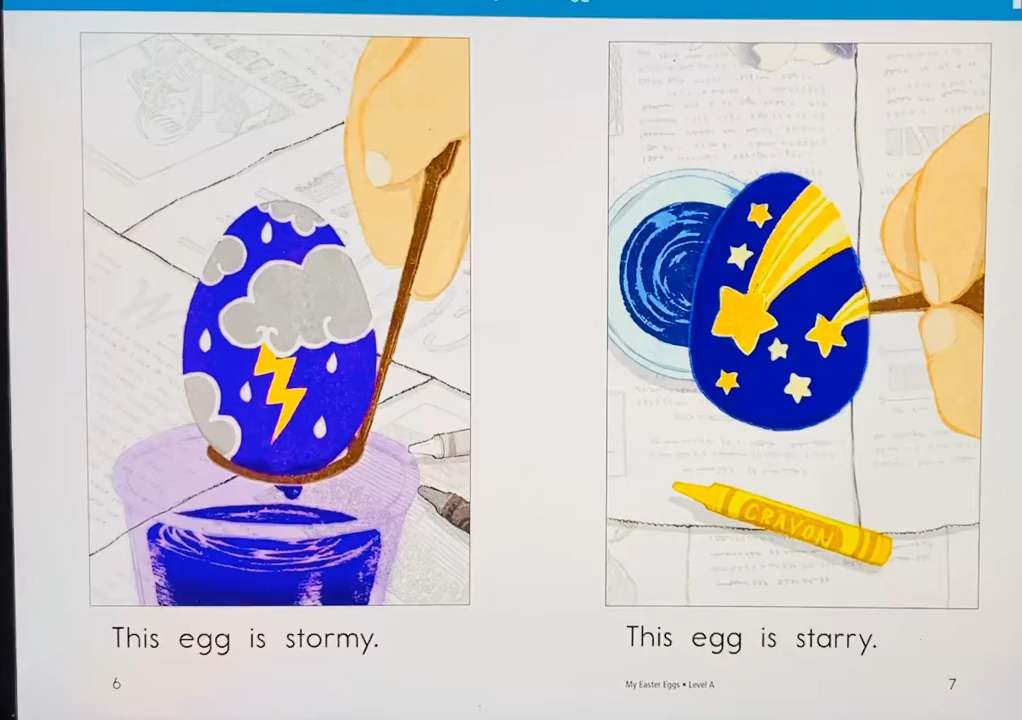 This egg is stormy.
6
CRAYON
This egg is starry.
My Easter Eggs • Level A
7